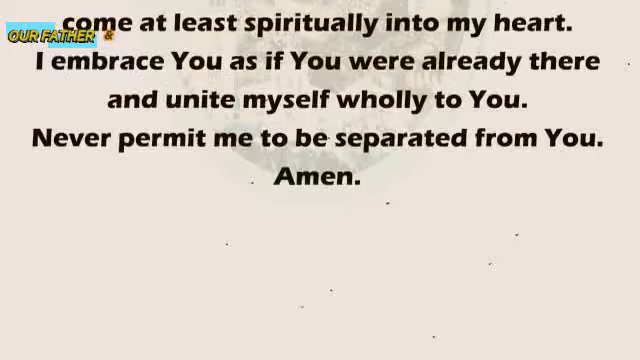 come at least spiritually into my heart.
OUR FATHER &
I embrace You as if You were already there
and unite myself wholly to You.
Never permit me to be separated from You.
Amen.